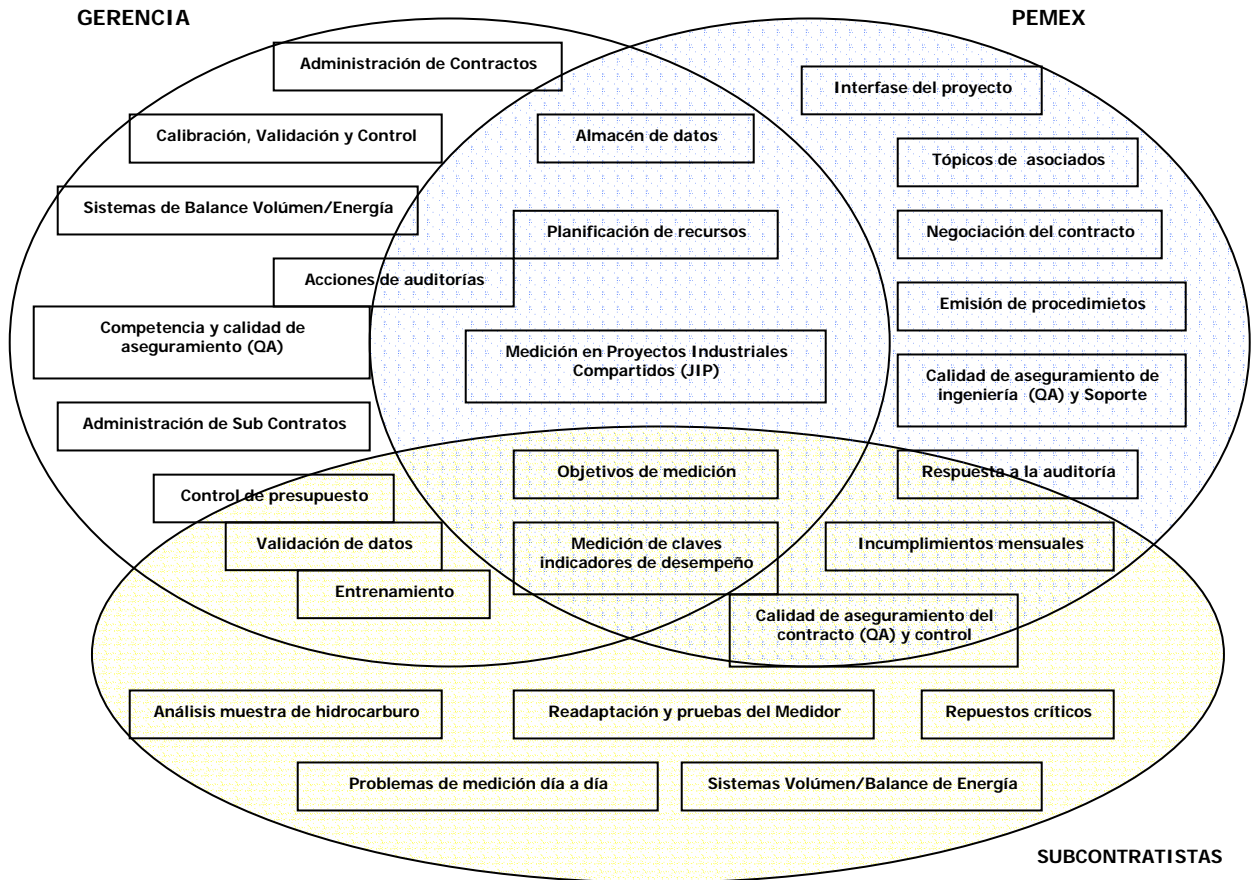 GERENCIA
PEMEX
Administración de Contractos
Interfase del proyecto
Calibración, Validación y Control
Almacén de datos
Tópicos de asociados
Sistemas de Balance Volúmen/Energía
Planificación de recursos
Negociación del contracto
Acciones de auditorías
Emisión de procedimietos
Competencia y calidad de
aseguramiento (QA)
Medición en Proyectos Industriales
Compartidos (JIP)
Calidad de aseguramiento de
ingeniería (QA) y Soporte
Administración de Sub Contratos
Objetivos de medición
Respuesta a la auditoría
Control de presupuesto
Validación de datos
Medición de claves
indicadores de desempeño
Incumplimientos mensuales
Entrenamiento
Calidad de aseguramiento del
contracto (QA) y control
Análisis muestra de hidrocarburo
Readaptación y pruebas del Medidor
Repuestos críticos
Problemas de medición día a día
Sistemas Volúmen/Balance de Energía
SUBCONTRATISTAS